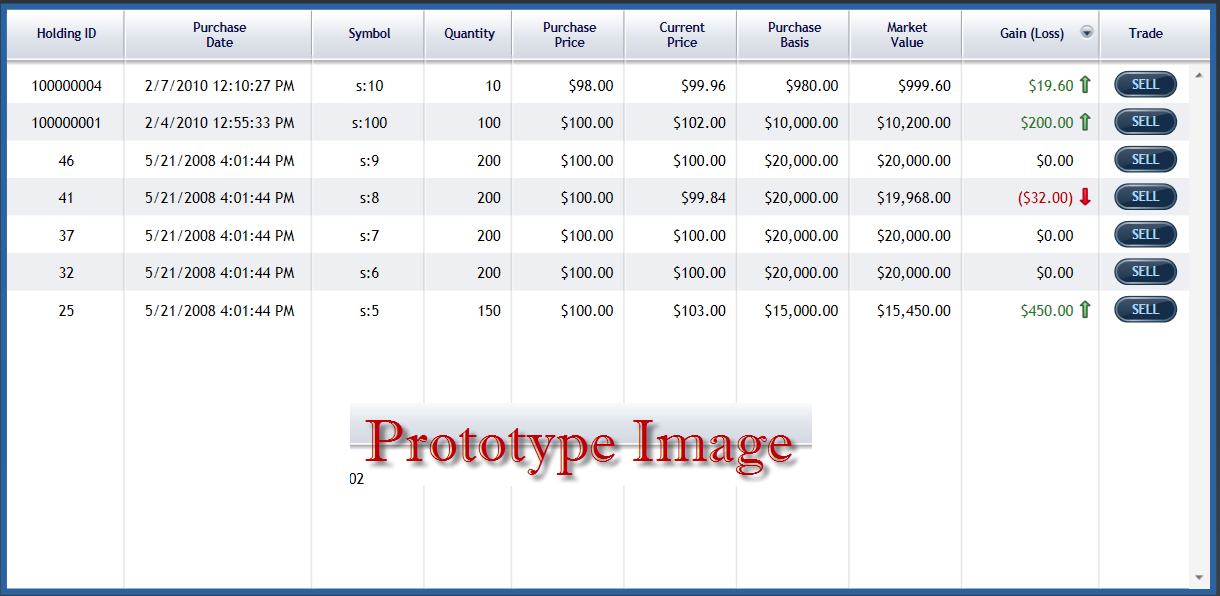 Holding ID Purchase Date Symbol Quantity Purchase Price Current Price Purchase Basis Market Value Gain (Loss) Trade
100000004 2/7/2010 12:10:27 PM s:10 10 $98.00 $99.96 $980.00 $999.60 $19.60 SELL
100000001 2/4/2010 12:55:33 PM s:100 100 $100.00 $102.00 $10,000.00 $10,200.00 $200.00 SELL
46 5/21/2008 4:01:44 PM s:9 200 $100.00 $100.00 $20,000.00 $20,000.00 $0.00 SELL
41 5/21/2008 4:01:44 PM s:8 200 $100.00 $99.84 $20,000.00 $19,968.00 ($32.00) SELL
37 5/21/2008 4:01:44 PM s:7 200 $100.00 $100.00 $20,000.00 $20,000.00 $0.00 SELL
32 5/21/2008 4:01:44 PM s:6 200 $100.00 $100.00 $20,000.00 $20,000.00 $0.00 SELL
25 5/21/2008 4:01:44 PM s:5 150 $100.00 $103.00 $15,000.00 $15,450.00 $450.00 SELL
Prototype Image
02